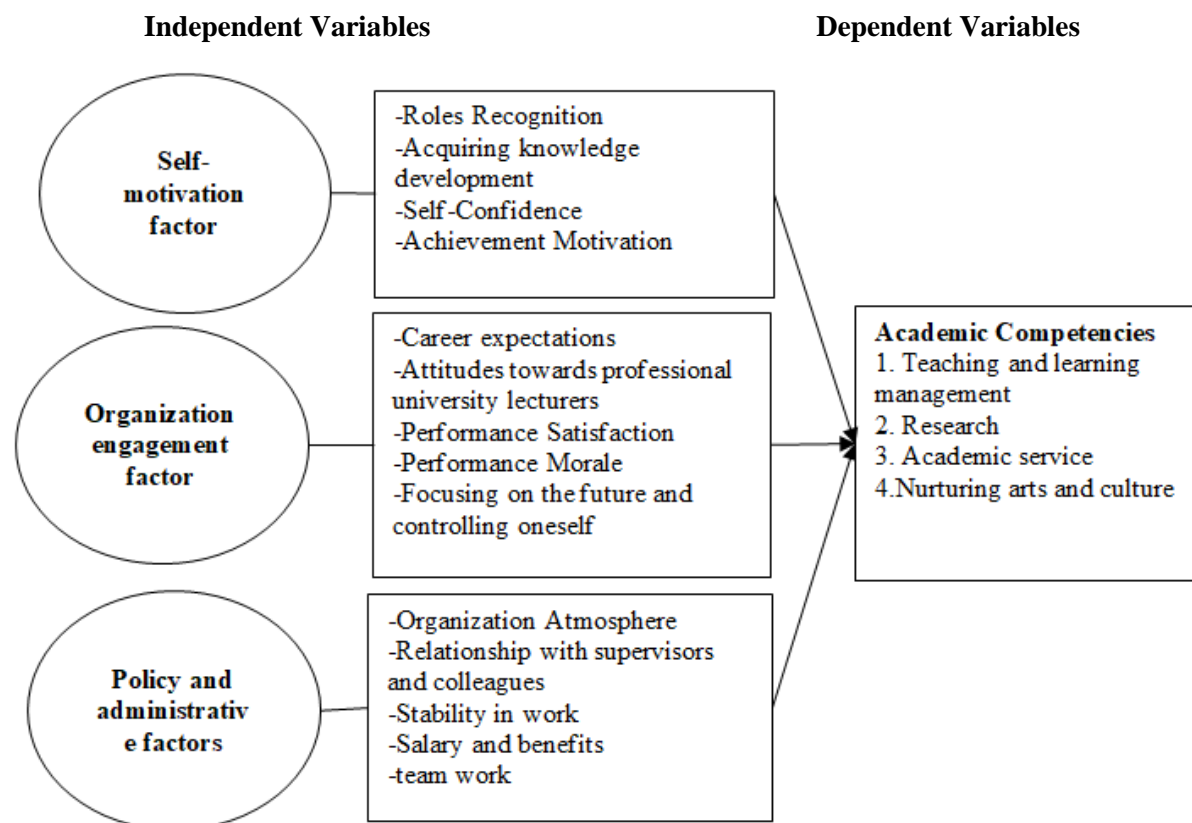 Independent Variables
Dependent Variables
Self-
motivation
factor
-Roles Recognition
-Acquiring knowledge
development
-Self-Confidence
-Achievement Motivation
Organization
engagement
factor
-Career expectations
-Attitudes towards professional
university lecturers
-Performance Satisfaction
-Performance Morale
-Focusing on the future and
controlling oneself
Policy and
administrativ
e factors
-Organization Atmosphere
-Relationship with supervisors
and colleagues
-Stability in work
-Salary and benefits
-team work
Academic Competencies
1. Teaching and learning
management
2. Research
3. Academic service
4.Nurturing arts and culture